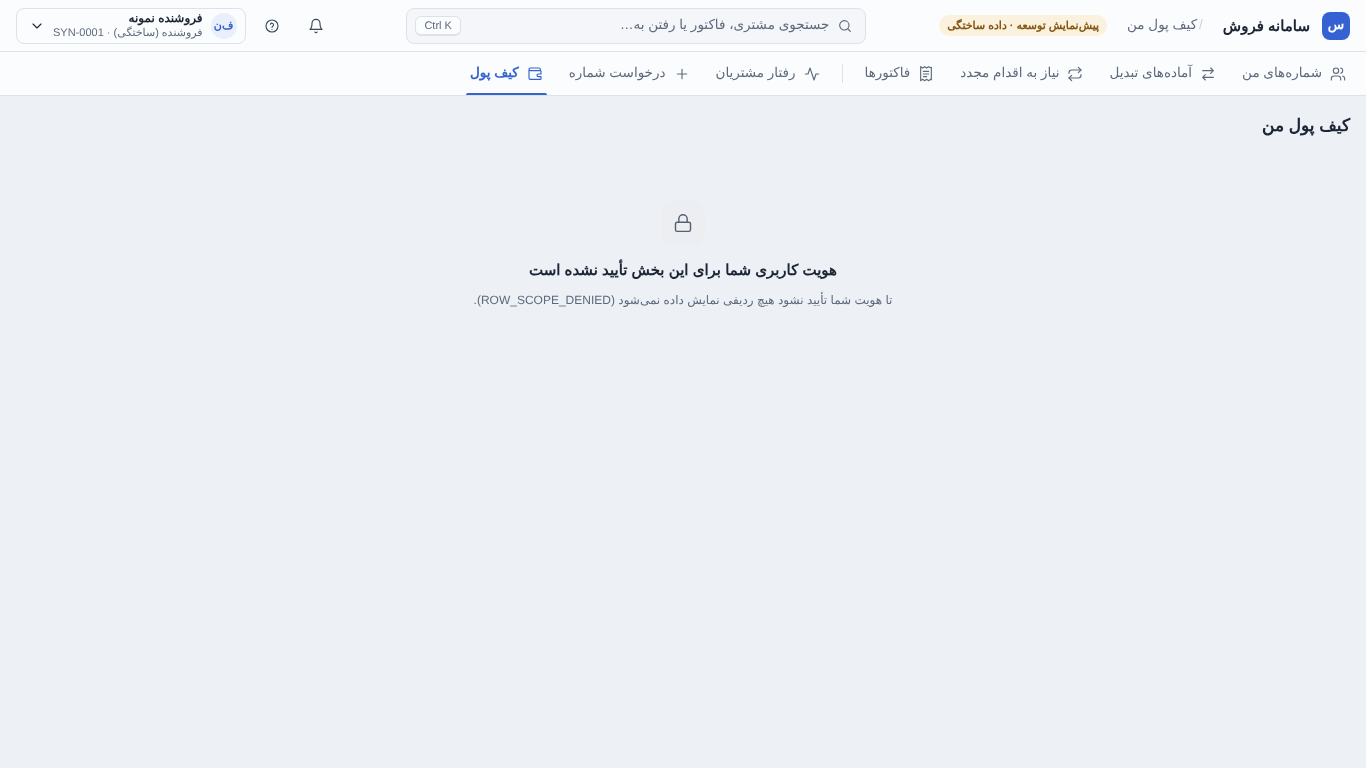 س
سامانه فروش
/ کیف پول من
پیش‌نمایش توسعه · داده ساختگی
جستجوی مشتری، فاکتور یا رفتن به…
Ctrl K
ف‌ن
فروشنده نمونه
فروشنده (ساختگی) · SYN-0001
شماره‌های من
آماده‌های تبدیل
نیاز به اقدام مجدد
فاکتورها
رفتار مشتریان
درخواست شماره
کیف پول
کیف پول من
هویت کاربری شما برای این بخش تأیید نشده است
تا هویت شما تأیید نشود هیچ ردیفی نمایش داده نمی‌شود (ROW_SCOPE_DENIED).